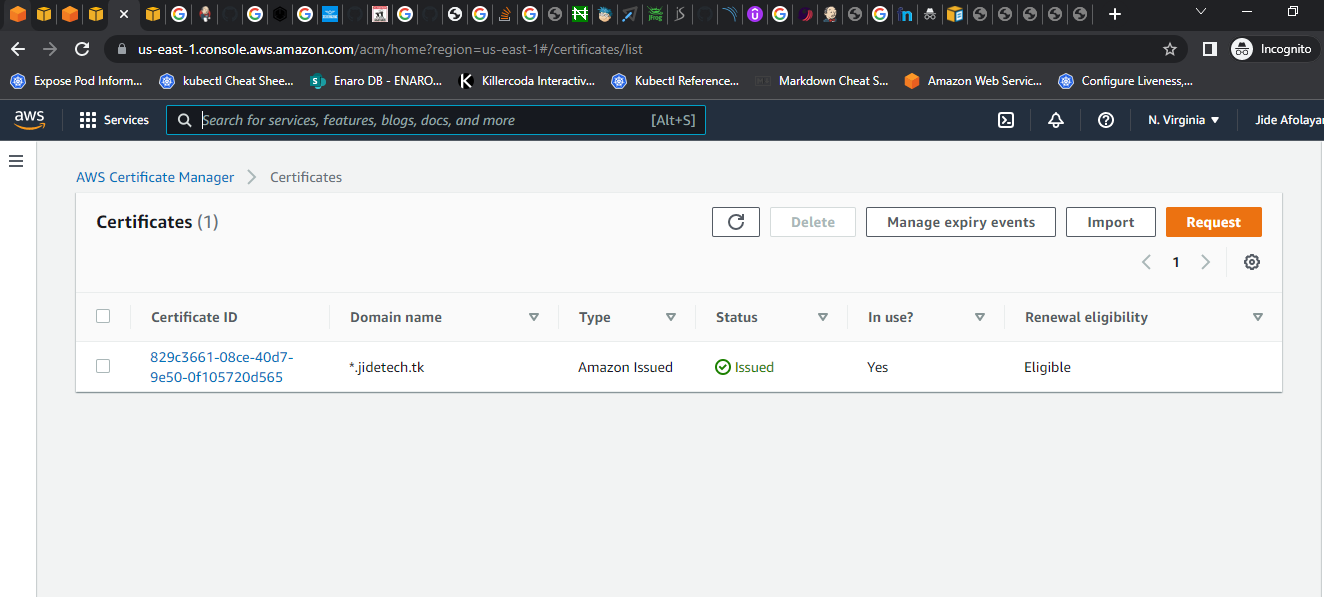 us-east-1.console.aws.amazon.com/acm/home?region=us-east-1#/certificates/list
Incognito
Expose Pod Inform... kubectl Cheat Shee... Enaro DB - ENARO... Killercoda Interactiv... Kubectl Reference... Markdown Cheat S... Amazon Web Servic... Configure Liveness,...
aws Services Search for services, features, blogs, docs, and more [Alt+S] N. Virginia Jide Afolayan
AWS Certificate Manager Certificates
Certificates (1) Delete Manage expiry events Import Request
1
Certificate ID Domain name Type Status In use? Renewal eligibility
829c3661-08ce-40d7-
9e50-0f105720d565 *.jidetech.tk Amazon Issued Issued Yes Eligible